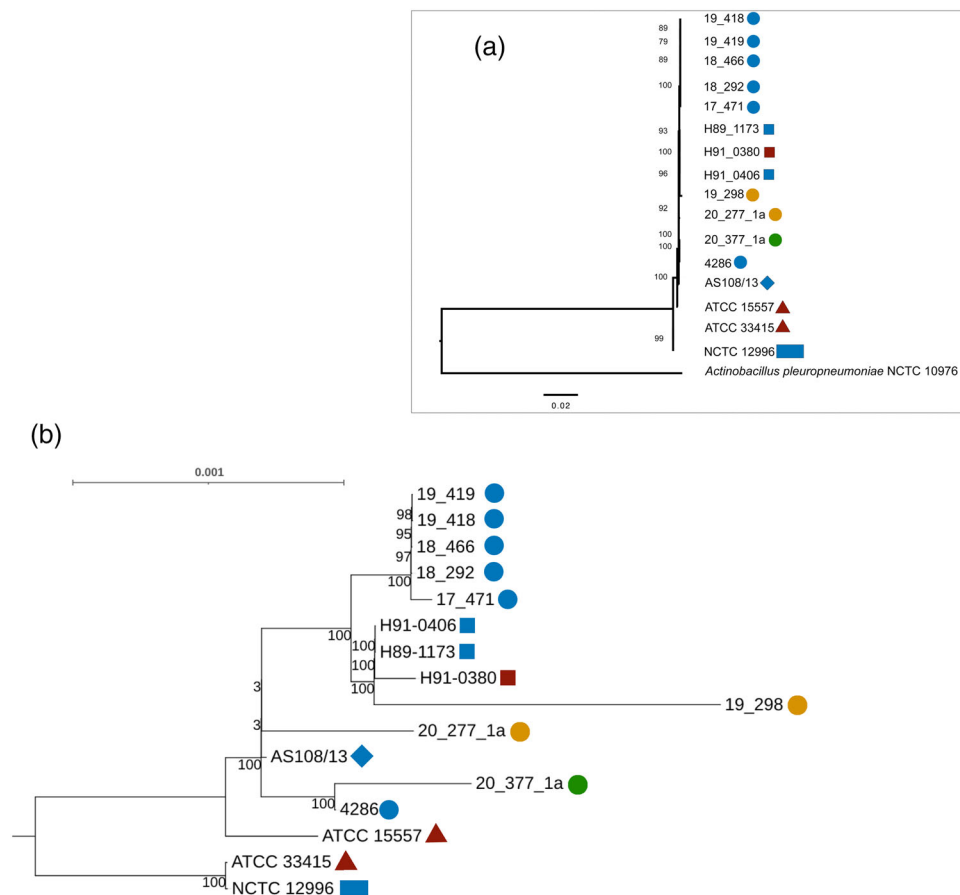 (a)
19_418
89
79
19_419
89
18_466
100
18_292
17_471
93
H89_1173
100
H91_0380
96
H91_0406
19_298
92
20_277_1a
100
20_377_1a
100
4286
100
AS108/13
ATCC 15557
ATCC 33415
99
NCTC 12996
Actinobacillus pleuropneumoniae NCTC 10976
0.02
(b)
0.001
19_419
98
19_418
95
18_466
97
18_292
100
17_471
H91-0406
100
100
H89-1173
100
H91-0380
100
3
19_298
3
20_277_1a
AS108/13
100
20_377_1a
100
4286
ATCC 15557
ATCC 33415
100
NCTC 12996